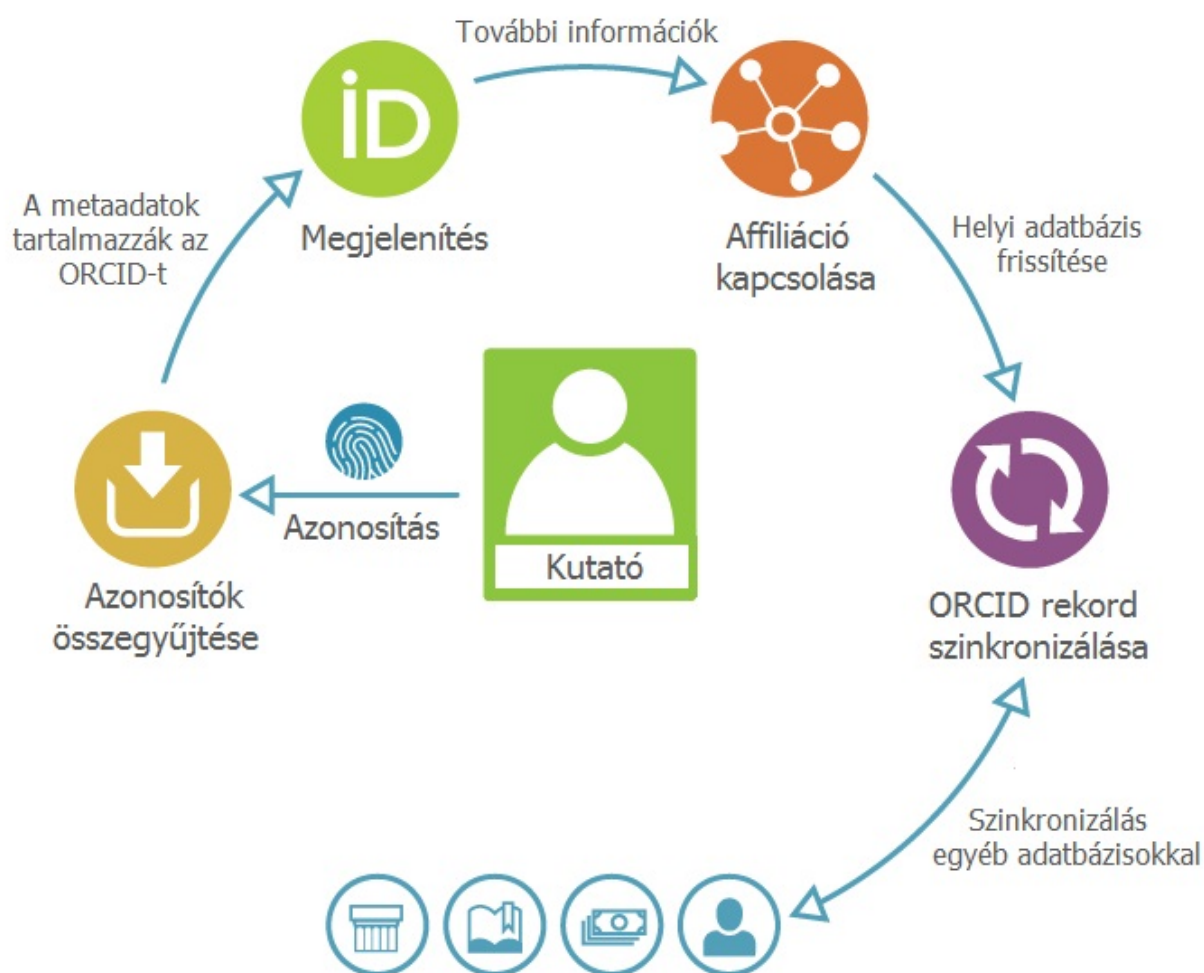 További információk
iD
Megjelenítés
Affiliáció
kapcsolása
A metaadatok
tartalmazzák az
ORCID-t
Helyi adatbázis
frissítése
Azonosítás
Kutató
Azonosítók
összegyűjtése
ORCID rekord
szinkronizálása
Szinkronizálás
egyéb adatbázisokkal